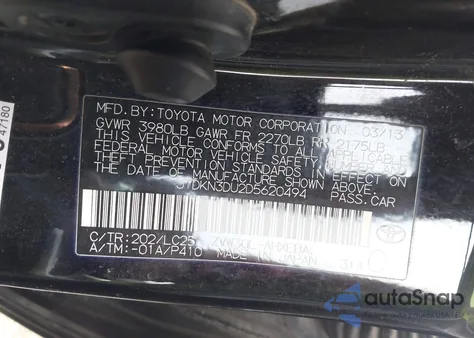 MFD. BY: TOYOTA MOTOR CORPORATION 03/13
GVWR 3980LB GAWR FR 2270LB RR 2175LB
THIS VEHICLE CONFORMS TO ALL APPLICABLE
FEDERAL MOTOR VEHICLE SAFETY,
THEFT PREVENTION STANDARDS IN EFFECT ON
THE DATE OF MANUFACTURE SHOWN ABOVE.
JTDKN3DU2D5620494 PASS.CAR
C/TR: 202/LC25
A/TM: -01A/P410 MADE IN JAPAN
47180
autoSnap